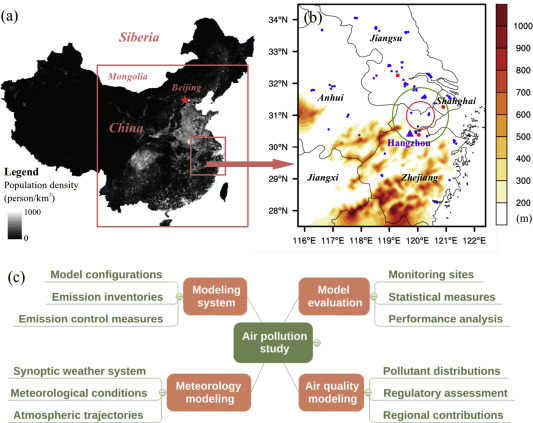 (a)
Siberia
Mongolia
Beijing
China
Legend
Population density
(person/km²)
1000
0
(b)
34°N
33°N
32°N
31°N
30°N
29°N
28°N
116°E
117°E
118°E
119°E
120°E
121°E
122°E
Jiangsu
Anhui
Shanghai
Hangzhou
Jiangxi
Zhejiang
1000
900
800
700
600
500
400
300
200
(m)
(c)
Model configurations
Emission inventories
Emission control measures
Modeling
system
Model
evaluation
Monitoring sites
Statistical measures
Performance analysis
Air pollution
study
Synoptic weather system
Meteorological conditions
Atmospheric trajectories
Meteorology
modeling
Air quality
modeling
Pollutant distributions
Regulatory assessment
Regional contributions